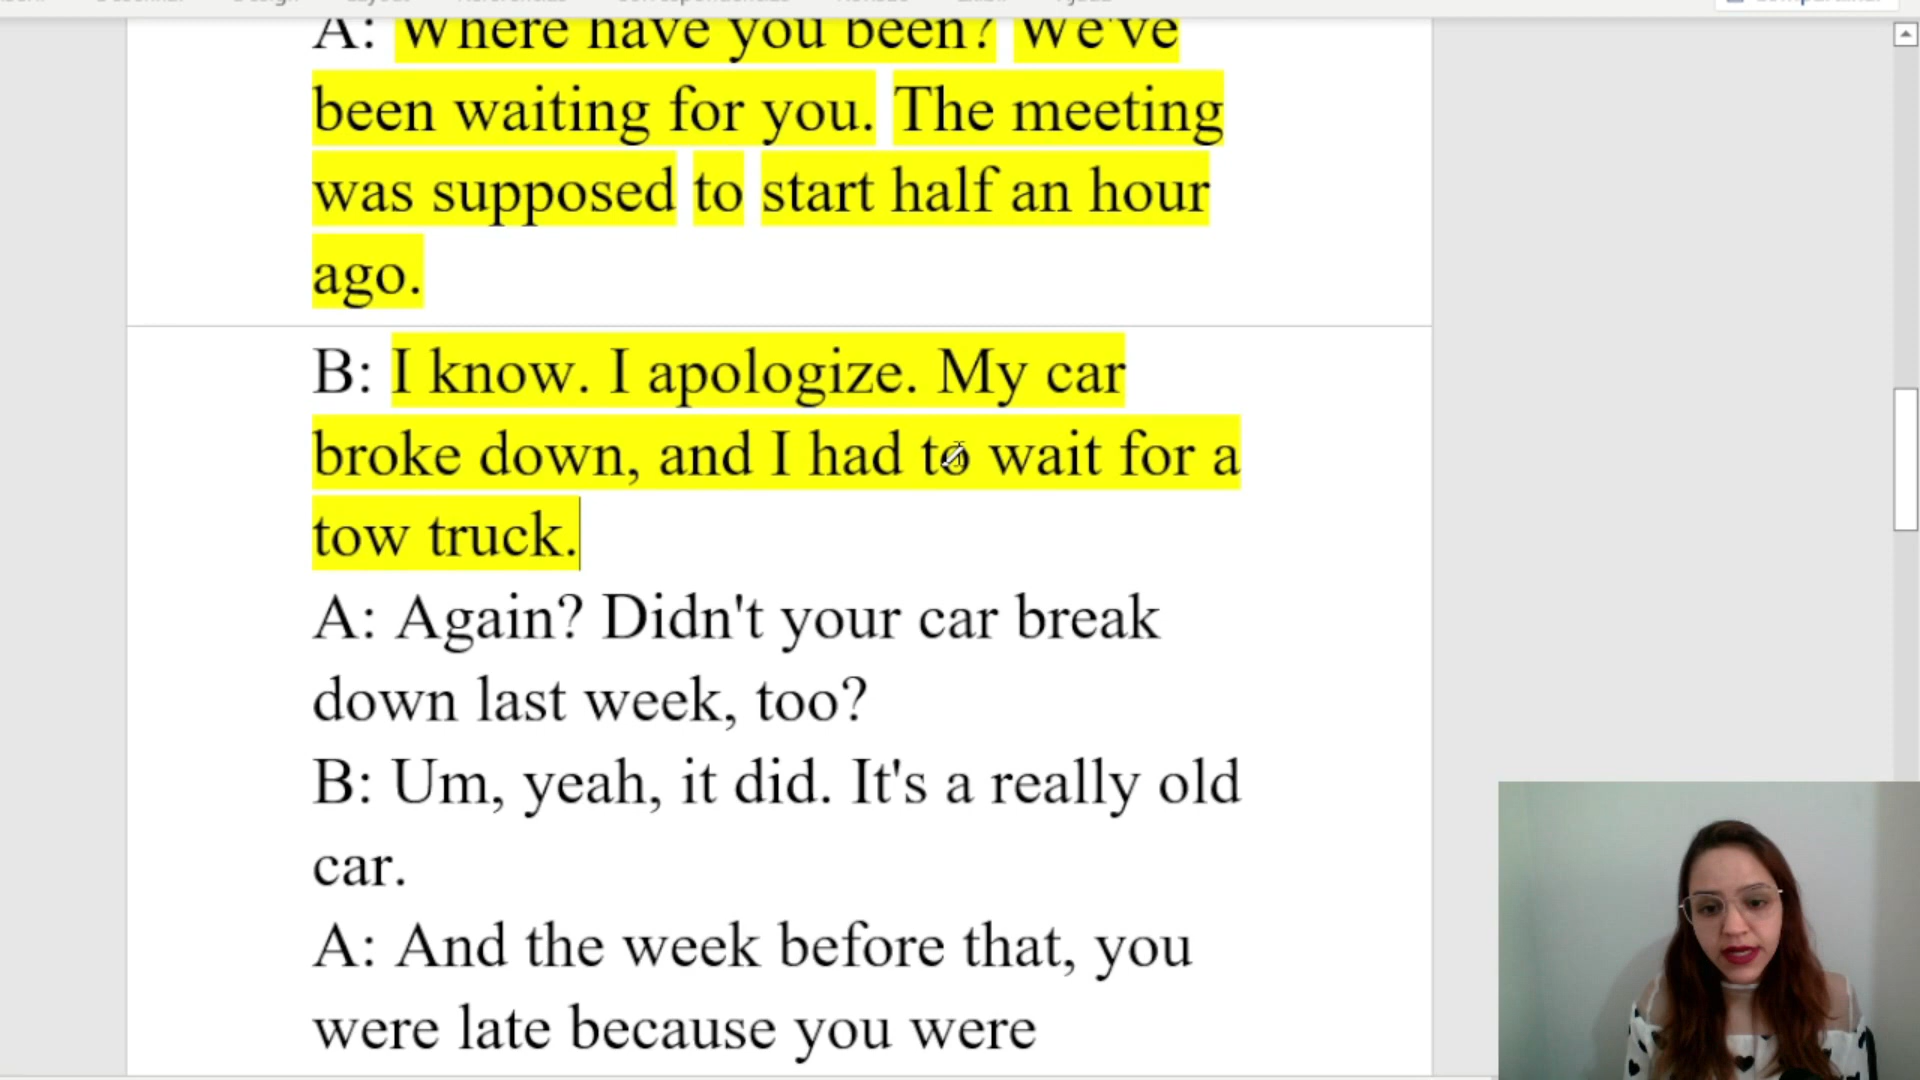 A: Where have you been? We've
been waiting for you. The meeting
was supposed to start half an hour
ago.
B: I know. I apologize. My car
broke down, and I had to wait for a
tow truck.
A: Again? Didn't your car break
down last week, too?
B: Um, yeah, it did. It's a really old
car.
A: And the week before that, you
were late because you were